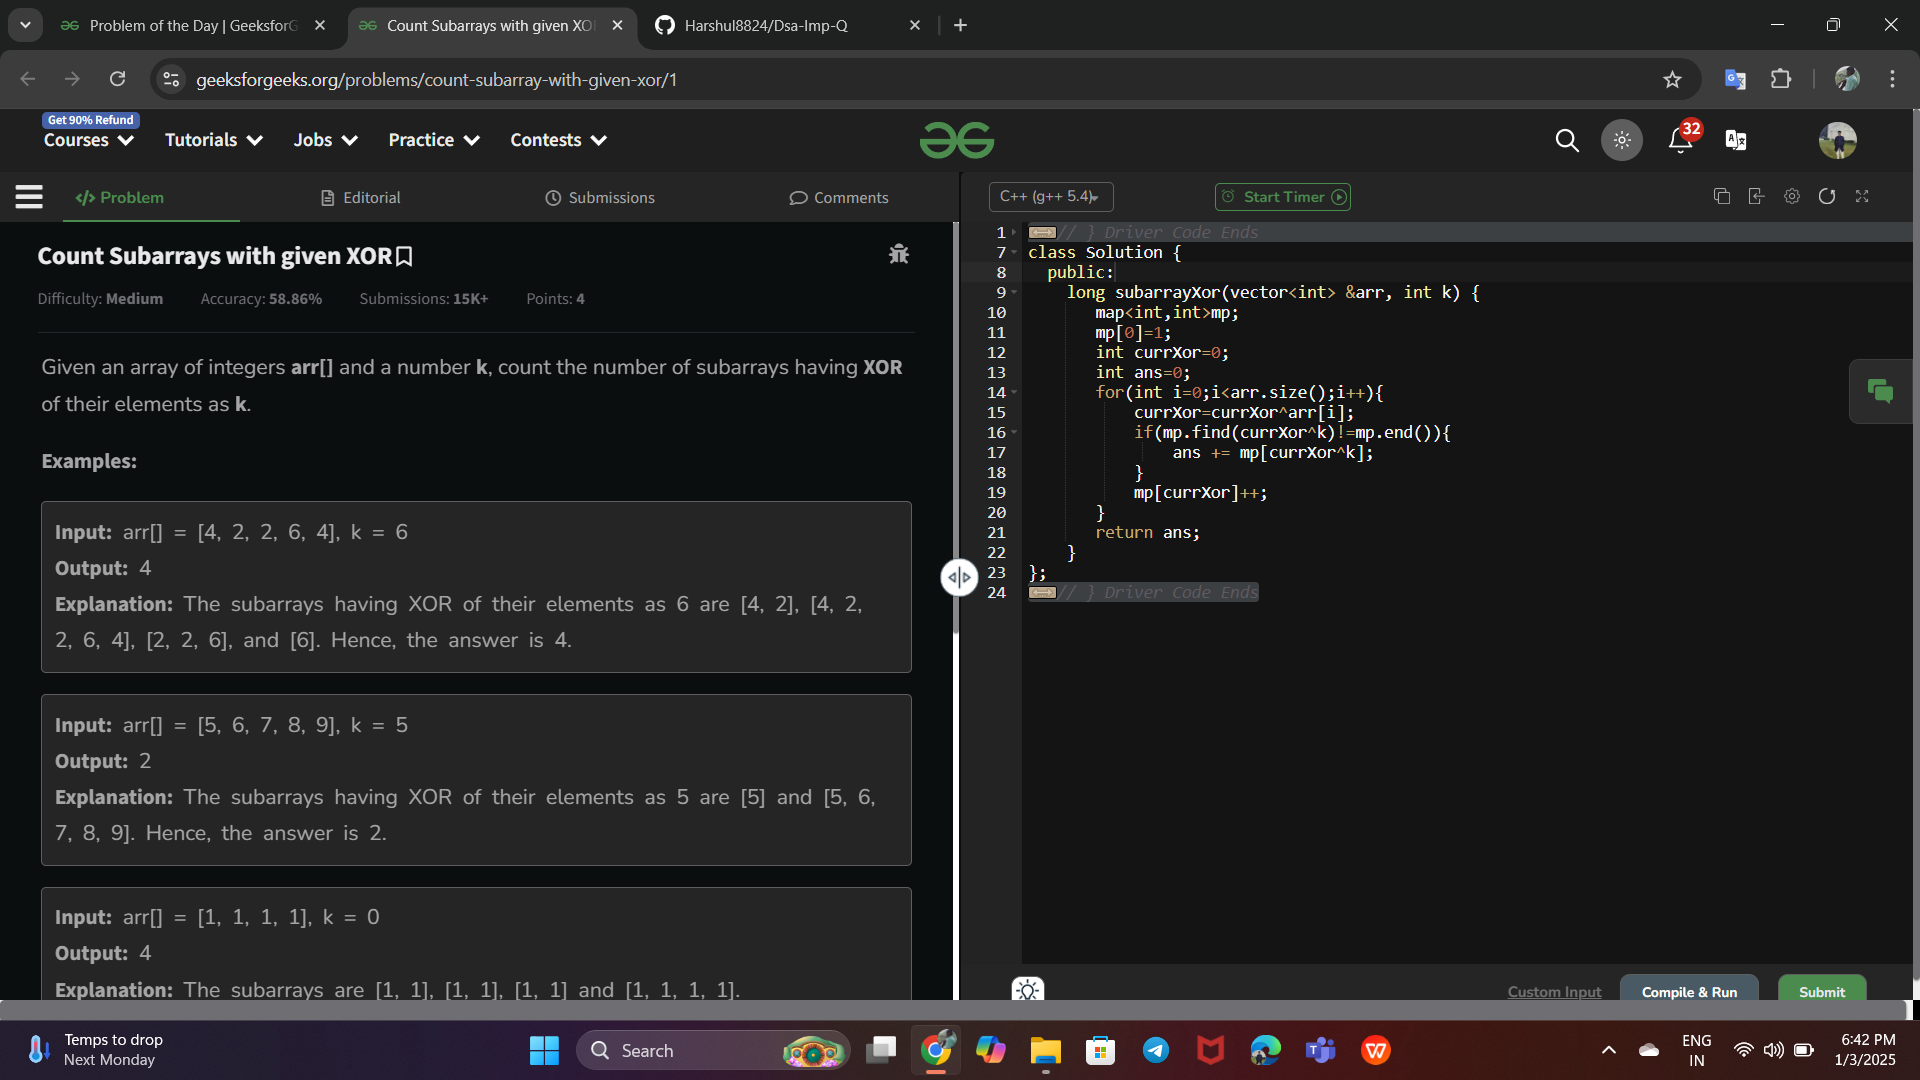 Problem of the Day | GeeksforG
Count Subarrays with given XO
Harshul8824/Dsa-Imp-Q
geeksforgeeks.org/problems/count-subarray-with-given-xor/1
Get 90% Refund
Courses
Tutorials
Jobs
Practice
Contests
32
Problem
Editorial
Submissions
Comments
C++ (g++ 5.4)
Start Timer
Count Subarrays with given XOR
Difficulty: Medium Accuracy: 58.86% Submissions: 15K+ Points: 4
Given an array of integers arr[] and a number k, count the number of subarrays having XOR
of their elements as k.
Examples:
Input: arr[] = [4, 2, 2, 6, 4], k = 6
Output: 4
Explanation: The subarrays having XOR of their elements as 6 are [4, 2], [4, 2,
2, 6, 4], [2, 2, 6], and [6]. Hence, the answer is 4.
Input: arr[] = [5, 6, 7, 8, 9], k = 5
Output: 2
Explanation: The subarrays having XOR of their elements as 5 are [5] and [5, 6,
7, 8, 9]. Hence, the answer is 2.
Input: arr[] = [1, 1, 1, 1], k = 0
Output: 4
Explanation: The subarrays are [1, 1], [1, 1], [1, 1] and [1, 1, 1, 1].
1 // } Driver Code Ends
7 class Solution {
8 public:
9 long subarrayXor(vector<int> &arr, int k) {
10 map<int,int>mp;
11 mp[0]=1;
12 int currXor=0;
13 int ans=0;
14 for(int i=0;i<arr.size();i++){
15 currXor=currXor^arr[i];
16 if(mp.find(currXor^k)!=mp.end()){
17 ans += mp[currXor^k];
18 }
19 mp[currXor]++;
20 }
21 return ans;
22 }
23 };
24 // } Driver Code Ends
Custom Input
Compile & Run
Submit
Temps to drop
Next Monday
Search
ENG
IN
6:42 PM
1/3/2025